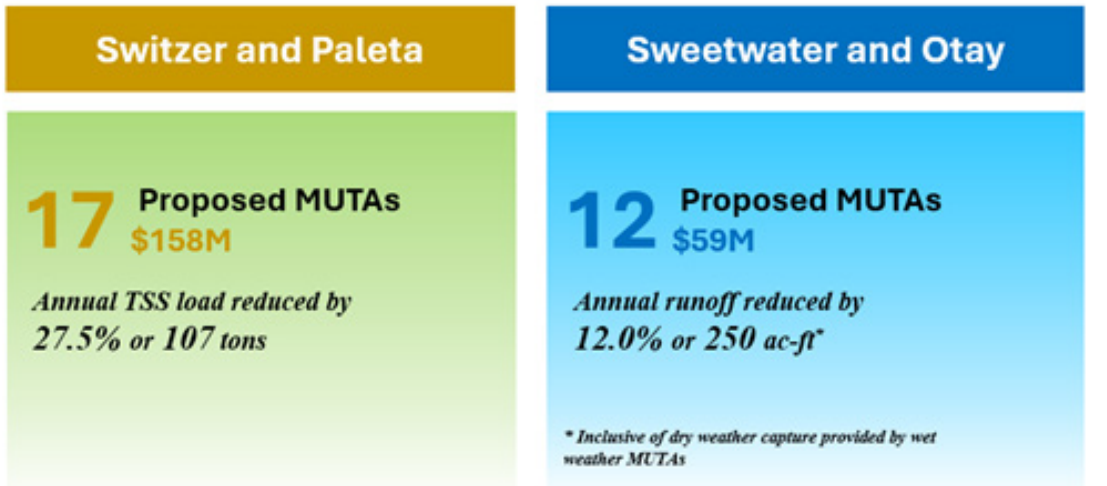 Switzer and Paleta
17 Proposed MUTAs
$158M
Annual TSS load reduced by
27.5% or 107 tons
Sweetwater and Otay
12 Proposed MUTAs
$59M
Annual runoff reduced by
12.0% or 250 ac-ft*
* Inclusive of dry weather capture provided by wet
weather MUTAs